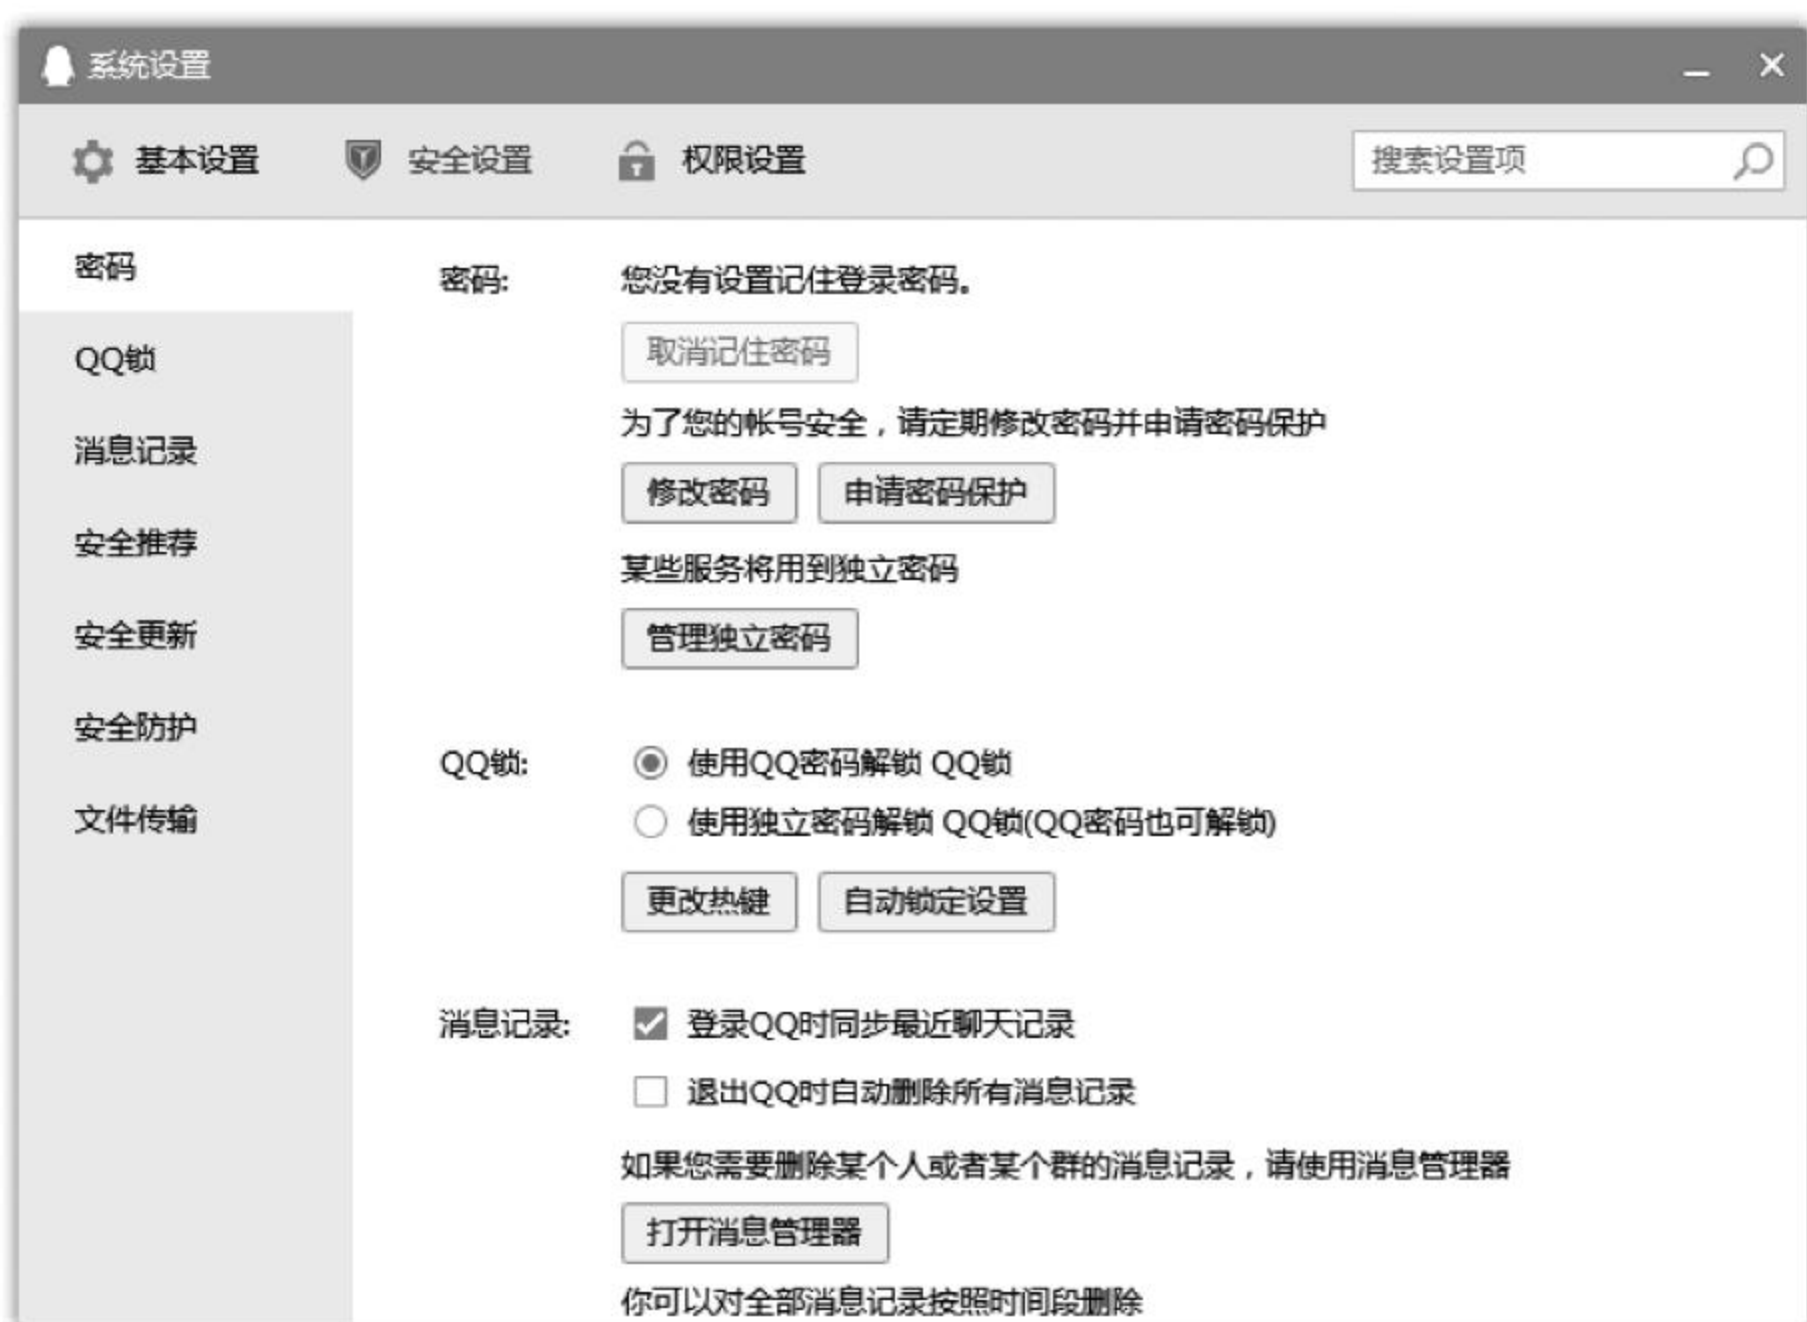 系统设置
基本设置 安全设置 权限设置 搜索设置项
密码
QQ锁
消息记录
安全推荐
安全更新
安全防护
文件传输
密码: 您没有设置记住登录密码。
取消记住密码
为了您的帐号安全，请定期修改密码并申请密码保护
修改密码 申请密码保护
某些服务将用到独立密码
管理独立密码
QQ锁: 使用QQ密码解锁 QQ锁
使用独立密码解锁 QQ锁(QQ密码也可解锁)
更改热键 自动锁定设置
消息记录: 登录QQ时同步最近聊天记录
退出QQ时自动删除所有消息记录
如果您需要删除某个人或者某个群的消息记录，请使用消息管理器
打开消息管理器
你可以对全部消息记录按照时间段删除